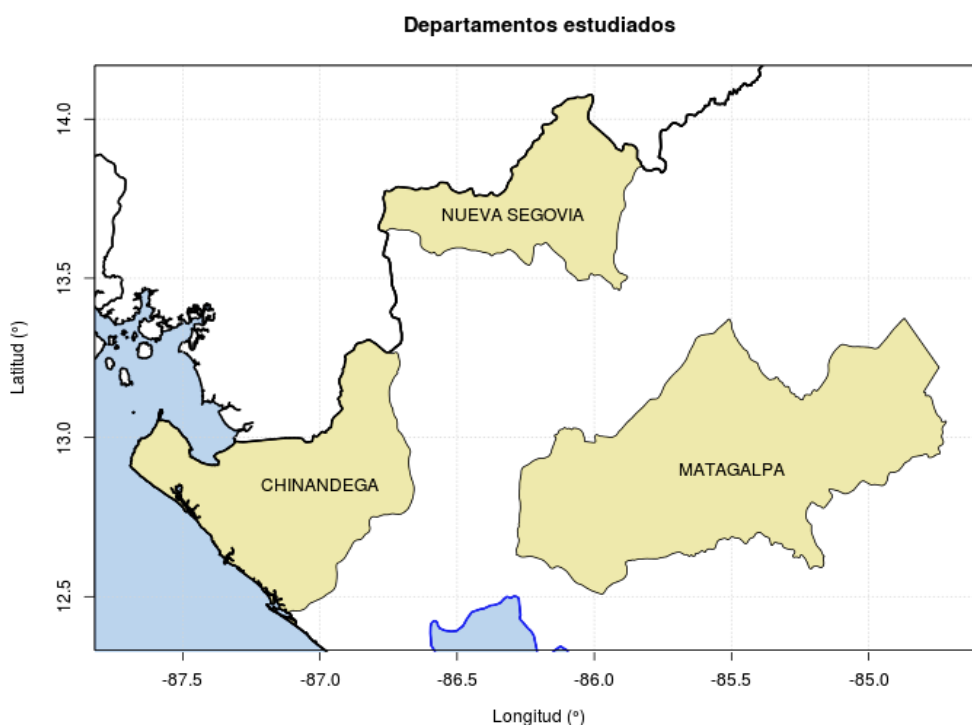 Departamentos estudiados
14.0
NUEVA SEGOVIA
13.5
Latitud (°)
13.0
MATAGALPA
CHINANDEGA
12.5
-87.5 -87.0 -86.5 -86.0 -85.5 -85.0
Longitud (°)